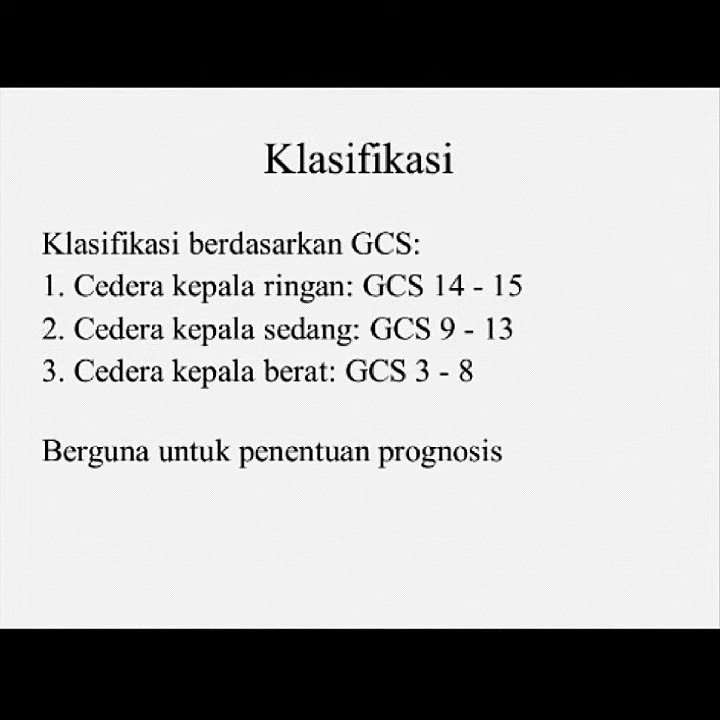 Klasifikasi
Klasifikasi berdasarkan GCS:
1. Cedera kepala ringan: GCS 14 - 15
2. Cedera kepala sedang: GCS 9 - 13
3. Cedera kepala berat: GCS 3 - 8
Berguna untuk penentuan prognosis